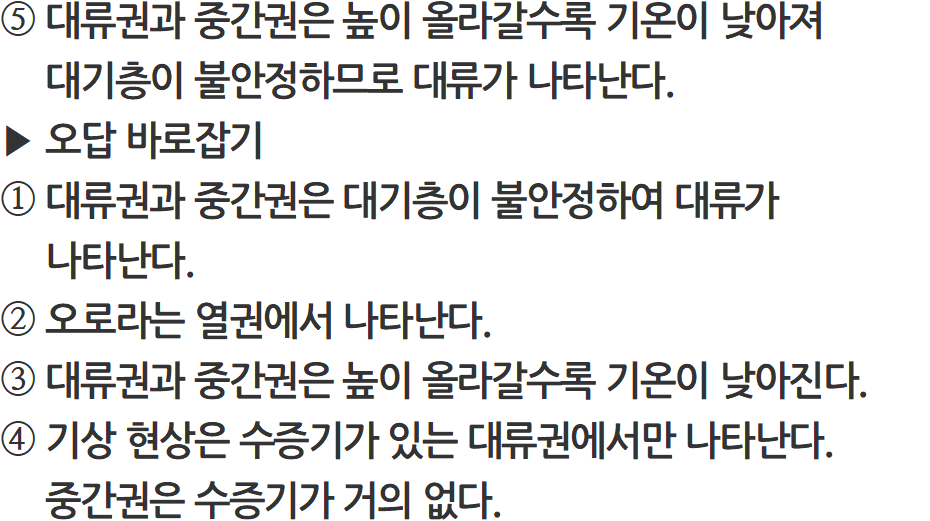 ⑤ 대류권과 중간권은 높이 올라갈수록 기온이 낮아져
대기층이 불안정하므로 대류가 나타난다.
▶ 오답 바로잡기
① 대류권과 중간권은 대기층이 불안정하여 대류가
나타난다.
② 오로라는 열권에서 나타난다.
③ 대류권과 중간권은 높이 올라갈수록 기온이 낮아진다.
④ 기상 현상은 수증기가 있는 대류권에서만 나타난다.
중간권은 수증기가 거의 없다.